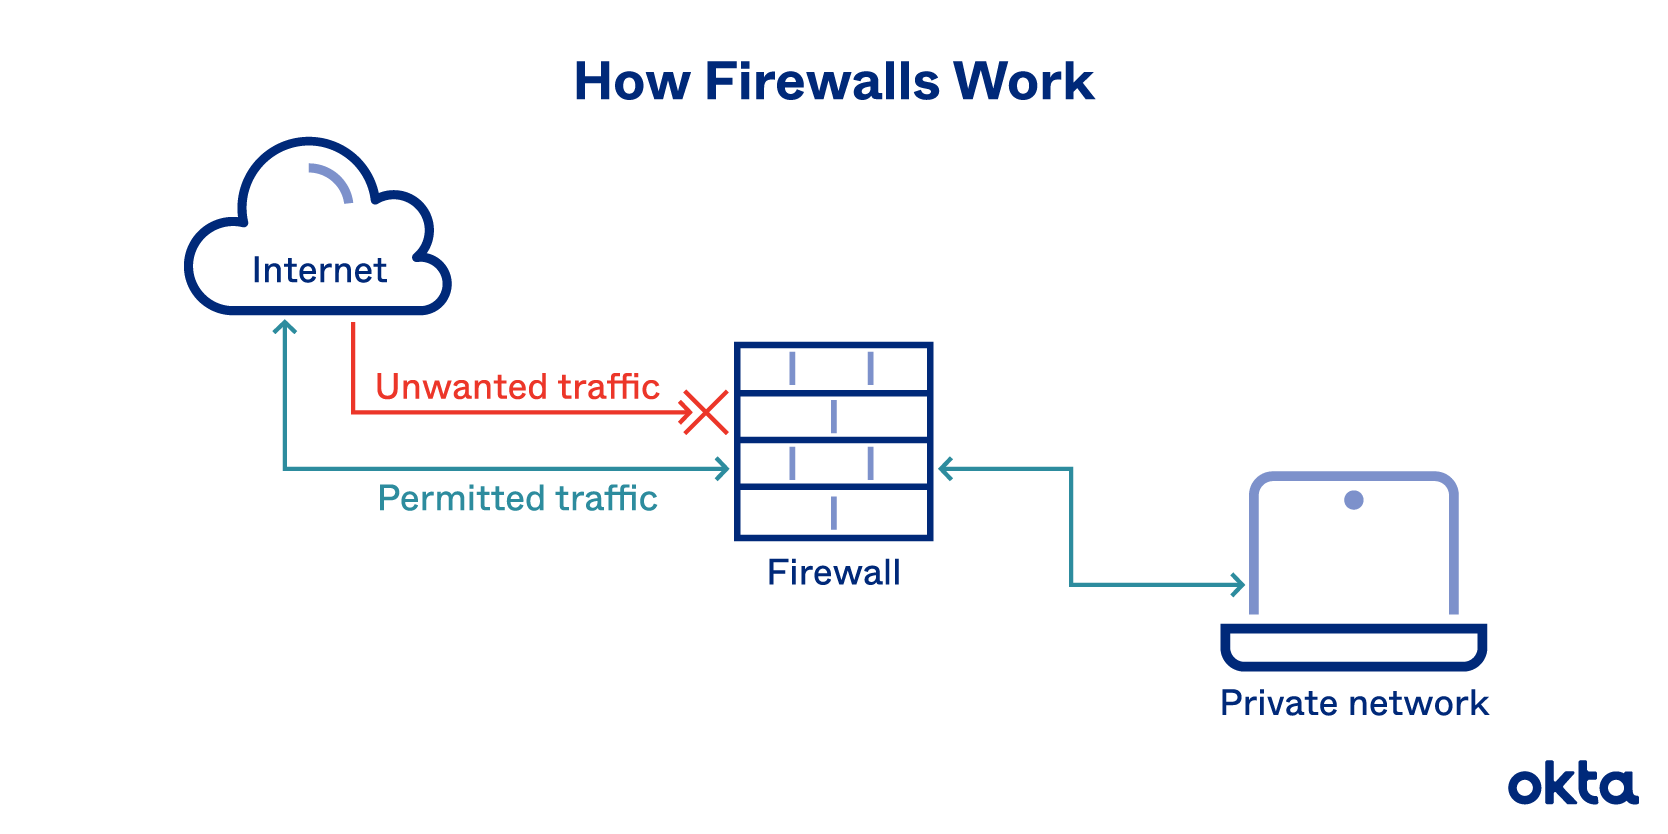 How Firewalls Work
Internet
Unwanted traffic
Permitted traffic
Firewall
Private network
okta